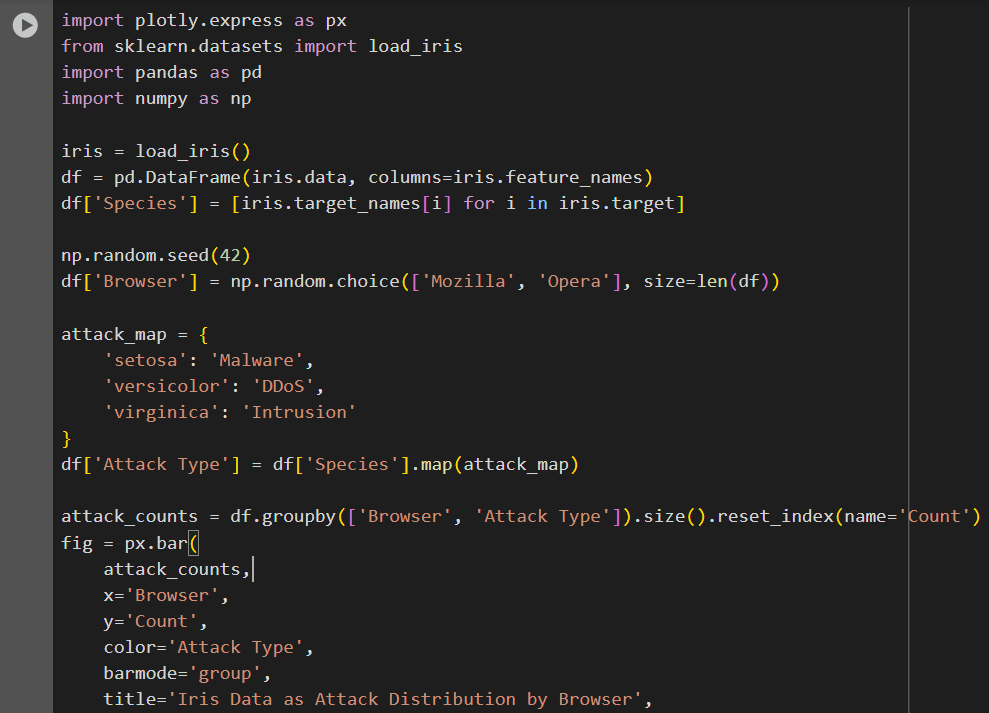 import plotly.express as px
from sklearn.datasets import load_iris
import pandas as pd
import numpy as np

iris = load_iris()
df = pd.DataFrame(iris.data, columns=iris.feature_names)
df['Species'] = [iris.target_names[i] for i in iris.target]

np.random.seed(42)
df['Browser'] = np.random.choice(['Mozilla', 'Opera'], size=len(df))

attack_map = {
    'setosa': 'Malware',
    'versicolor': 'DDoS',
    'virginica': 'Intrusion'
}
df['Attack Type'] = df['Species'].map(attack_map)

attack_counts = df.groupby(['Browser', 'Attack Type']).size().reset_index(name='Count')
fig = px.bar(
    attack_counts,
    x='Browser',
    y='Count',
    color='Attack Type',
    barmode='group',
    title='Iris Data as Attack Distribution by Browser',